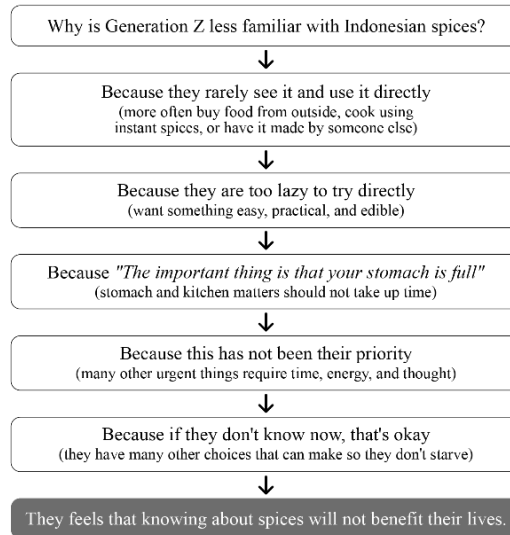 Why is Generation Z less familiar with Indonesian spices?
Because they rarely see it and use it directly
(more often buy food from outside, cook using
instant spices, or have it made by someone else)
Because they are too lazy to try directly
(want something easy, practical, and edible)
Because "The important thing is that your stomach is full"
(stomach and kitchen matters should not take up time)
Because this has not been their priority
(many other urgent things require time, energy, and thought)
Because if they don't know now, that's okay
(they have many other choices that can make so they don't starve)
They feels that knowing about spices will not benefit their lives.